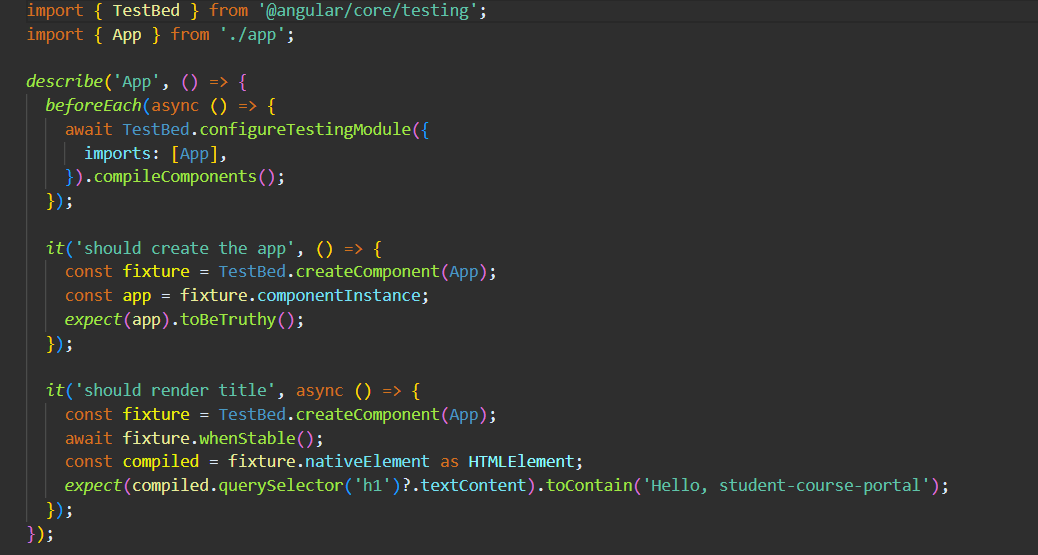 import { TestBed } from '@angular/core/testing';
import { App } from './app';

describe('App', () => {
  beforeEach(async () => {
    await TestBed.configureTestingModule({
      imports: [App],
    }).compileComponents();
  });

  it('should create the app', () => {
    const fixture = TestBed.createComponent(App);
    const app = fixture.componentInstance;
    expect(app).toBeTruthy();
  });

  it('should render title', async () => {
    const fixture = TestBed.createComponent(App);
    await fixture.whenStable();
    const compiled = fixture.nativeElement as HTMLElement;
    expect(compiled.querySelector('h1')?.textContent).toContain('Hello, student-course-portal');
  });
});